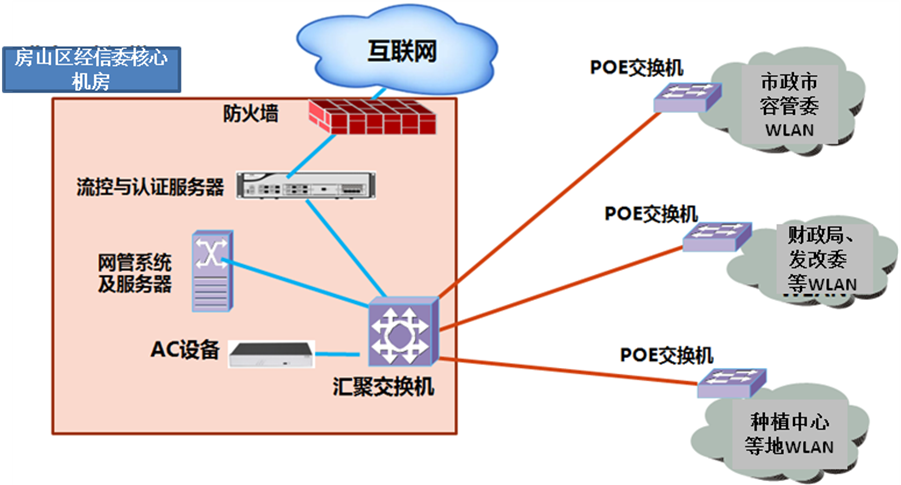 房山区经信委核心
机房
互联网
防火墙
流控与认证服务器
网管系统
及服务器
AC设备
汇聚交换机
POE交换机
市政市
容管委
WLAN
POE交换机
财政局、
发改委
等WLAN
POE交换机
种植中心
等地WLAN